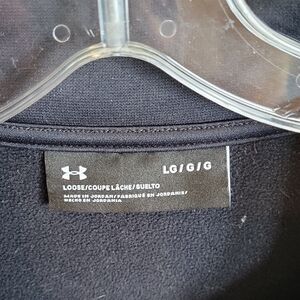 LG / G / G
LOOSE/COUPE LÂCHE/SUELTO
MADE IN JORDAN/FABRIQUÉ EN JORDANIE/
HECHO EN JORDANIA